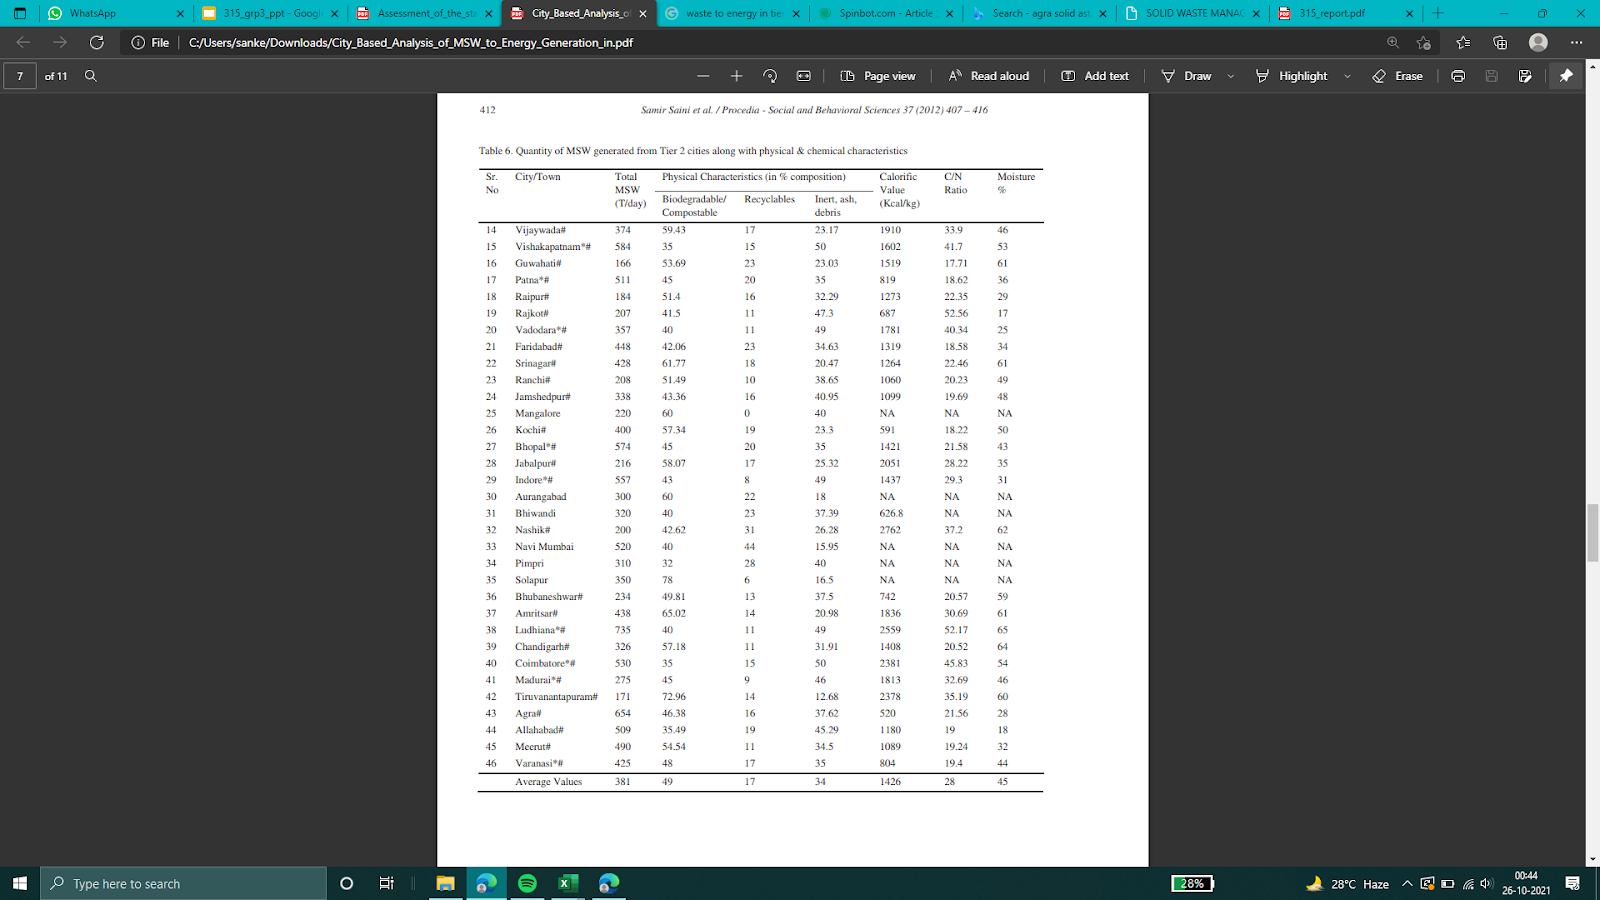 WhatsApp
315_grp3_ppt - Googl
Assessment_of_the_sta
City_Based_Analysis_o
waste to energy in tie
Spinbot.com - Article
Search - agra solid ast
SOLID WASTE MANAG
315_report.pdf
File C:/Users/sanke/Downloads/City_Based_Analysis_of_MSW_to_Energy_Generation_in.pdf
7 of 11 Page view Read aloud Add text Draw Highlight Erase
412 Samir Saini et al. / Procedia - Social and Behavioral Sciences 37 (2012) 407 – 416
Table 6. Quantity of MSW generated from Tier 2 cities along with physical & chemical characteristics
Sr. City/Town Total Physical Characteristics (in % composition) Calorific C/N Moisture
No MSW Value Ratio %
(T/day) Biodegradable/ Recyclables Inert, ash, (Kcal/kg)
Compostable debris
14 Vijaywada# 374 59.43 17 23.17 1910 33.9 46
15 Vishakapatnam*# 584 35 15 50 1602 41.7 53
16 Guwahati# 166 53.69 23 23.03 1519 17.71 61
17 Patna*# 511 45 20 35 819 18.62 36
18 Raipur# 184 51.4 16 32.29 1273 22.35 29
19 Rajkot# 207 41.5 11 47.3 687 52.56 17
20 Vadodara*# 357 40 11 49 1781 40.34 25
21 Faridabad# 448 42.06 23 34.63 1319 18.58 34
22 Srinagar# 428 61.77 18 20.47 1264 22.46 61
23 Ranchi# 208 51.49 10 38.65 1060 20.23 49
24 Jamshedpur# 338 43.36 16 40.95 1099 19.69 48
25 Mangalore 220 60 0 40 NA NA NA
26 Kochi# 400 57.34 19 23.3 591 18.22 50
27 Bhopal*# 574 45 20 35 1421 21.58 43
28 Jabalpur# 216 58.07 17 25.32 2051 28.22 35
29 Indore*# 557 43 8 49 1437 29.3 31
30 Aurangabad 300 60 22 18 NA NA NA
31 Bhiwandi 320 40 23 37.39 626.8 NA NA
32 Nashik# 200 42.62 31 26.28 2762 37.2 62
33 Navi Mumbai 520 40 44 15.95 NA NA NA
34 Pimpri 310 32 28 40 NA NA NA
35 Solapur 350 78 6 16.5 NA NA NA
36 Bhubaneshwar# 234 49.81 13 37.5 742 20.57 59
37 Amritsar# 438 65.02 14 20.98 1836 30.69 61
38 Ludhiana*# 735 40 11 49 2559 52.17 65
39 Chandigarh# 326 57.18 11 31.91 1408 20.52 64
40 Coimbatore*# 530 35 15 50 2381 45.83 54
41 Madurai*# 275 45 9 46 1813 32.69 46
42 Tiruvanantapuram# 171 72.96 14 12.68 2378 35.19 60
43 Agra# 654 46.38 16 37.62 520 21.56 28
44 Allahabad# 509 35.49 19 45.29 1180 19 18
45 Meerut# 490 54.54 11 34.5 1089 19.24 32
46 Varanasi*# 425 48 17 35 804 19.4 44
Average Values 381 49 17 34 1426 28 45
Type here to search
28%
28°C Haze
00:44
26-10-2021